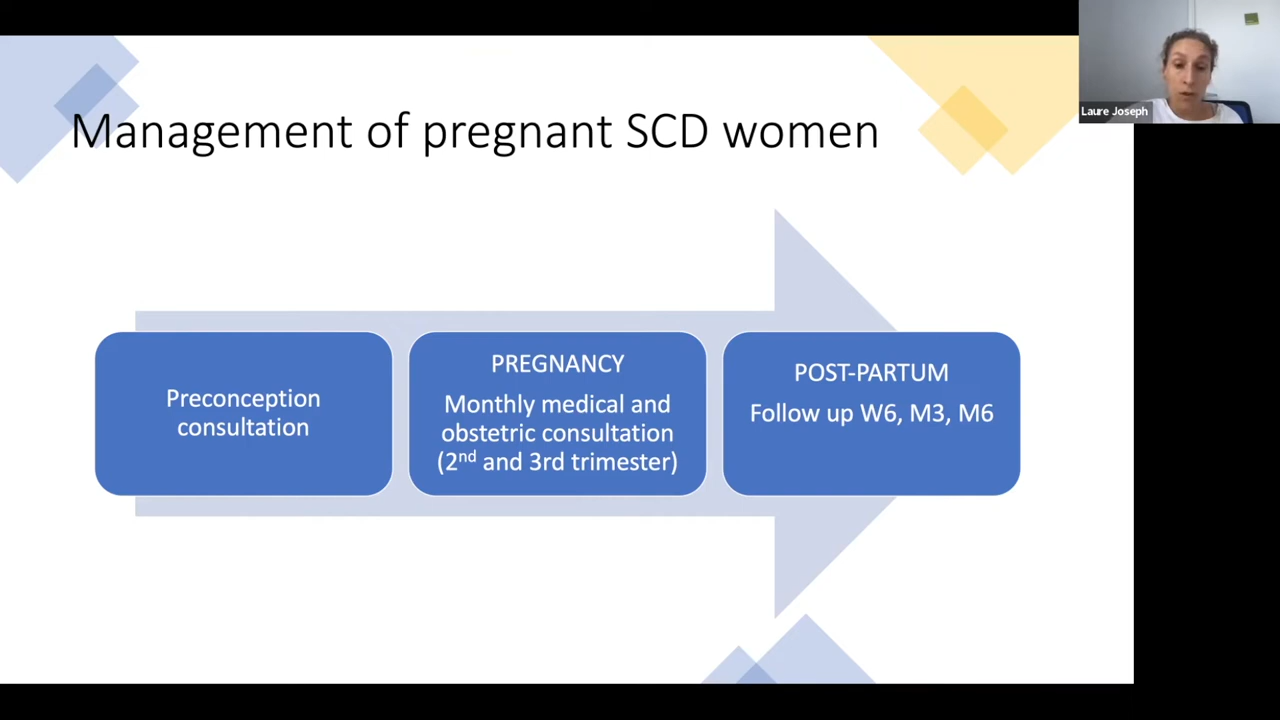 Laure Joseph
Management of pregnant SCD women
Preconception
consultation
PREGNANCY
Monthly medical and
obstetric consultation
(2nd and 3rd trimester)
POST-PARTUM
Follow up W6, M3, M6